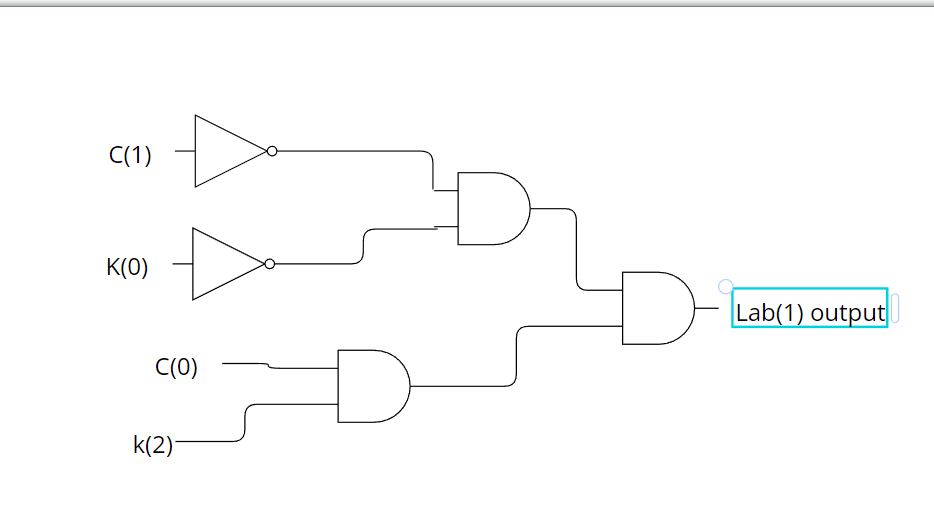 C(1)
K(0)
Lab(1) output
C(0)
k(2)